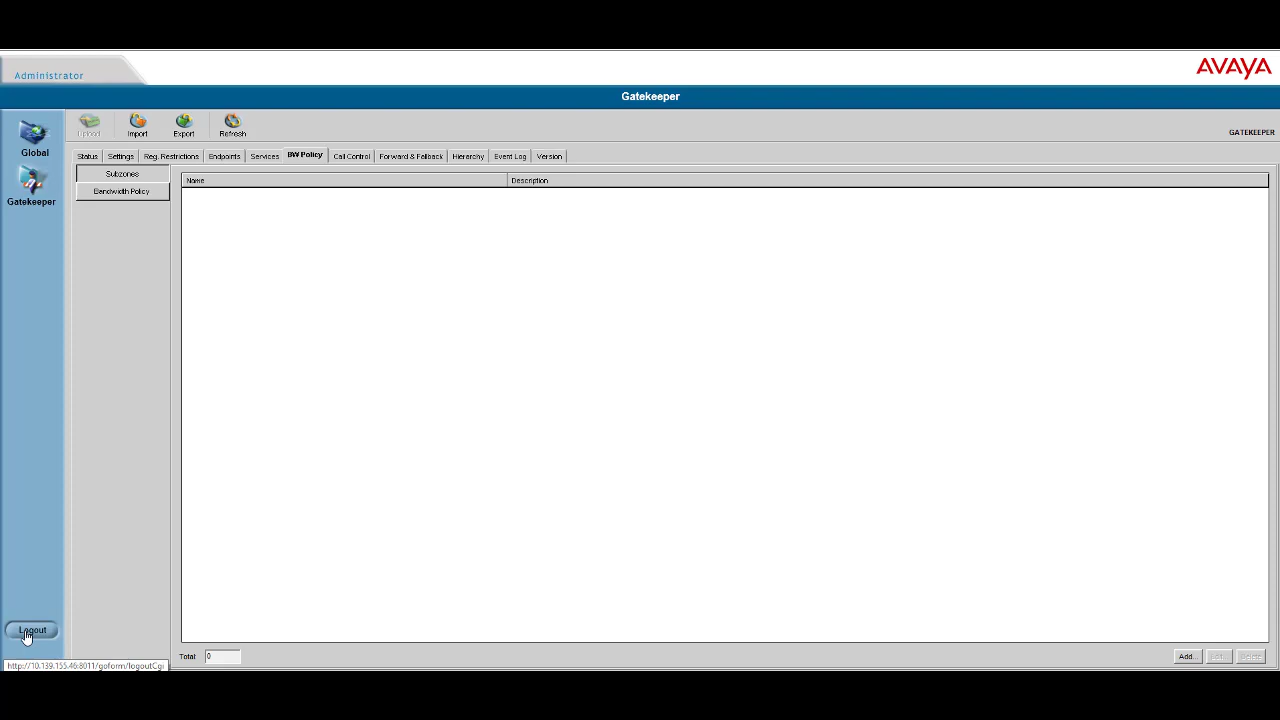 Administrator
AVAYA
Gatekeeper
Global
Gatekeeper
Logout
Upload
Import
Export
Refresh
GATEKEEPER
Status
Settings
Reg. Restrictions
Endpoints
Services
BW Policy
Call Control
Forward & Fallback
Hierarchy
Event Log
Version
Subzones
Bandwidth Policy
Name
Description
Total:
0
Add...
Edit...
Delete
http://10.139.155.46:8011/goform/logoutCgi